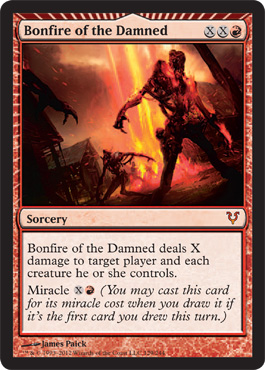 Bonfire of the Damned X X R
Sorcery
Bonfire of the Damned deals X
damage to target player and each
creature he or she controls.
Miracle X R (You may cast this card
for its miracle cost when you draw it if
it's the first card you drew this turn.)
James Paick